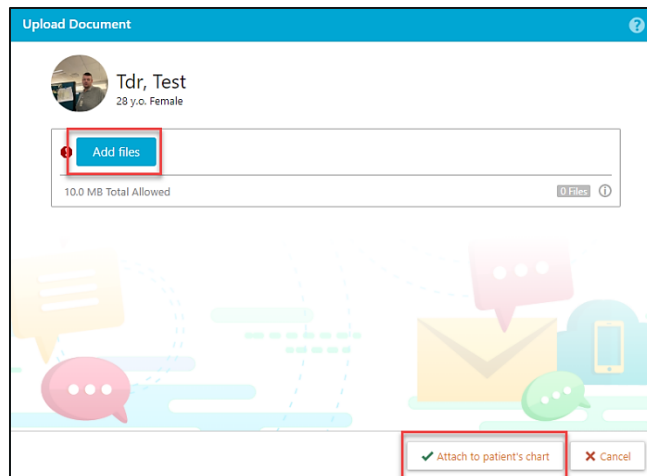 Upload Document
Tdr, Test
28 y.o. Female
Add files
10.0 MB Total Allowed
0 Files
Attach to patient's chart
Cancel